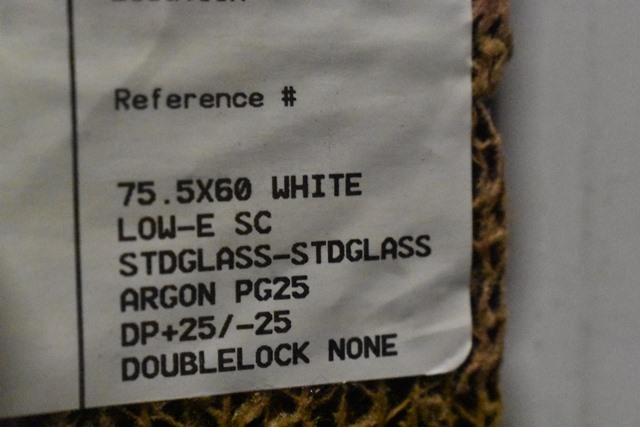 Reference #
75.5X60 WHITE
LOW-E SC
STDGLASS-STDGLASS
ARGON PG25
DP+25/-25
DOUBLELOCK NONE